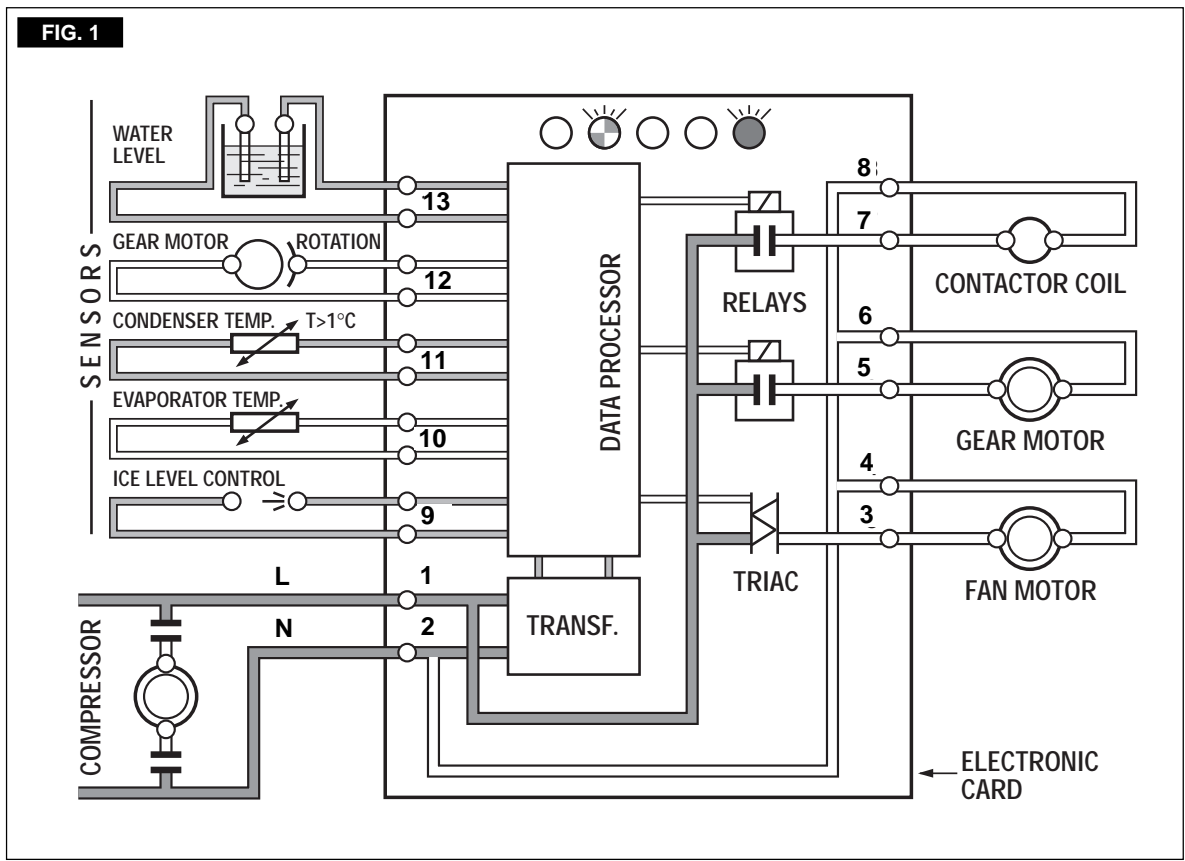 FIG. 1
WATER
LEVEL
13
GEAR MOTOR
ROTATION
12
CONDENSER TEMP.
T>1°C
11
EVAPORATOR TEMP.
10
ICE LEVEL CONTROL
9
SENSORS
L
1
N
2
COMPRESSOR
DATA PROCESSOR
TRANSF.
RELAYS
TRIAC
8
7
CONTACTOR COIL
6
5
GEAR MOTOR
4
3
FAN MOTOR
ELECTRONIC
CARD